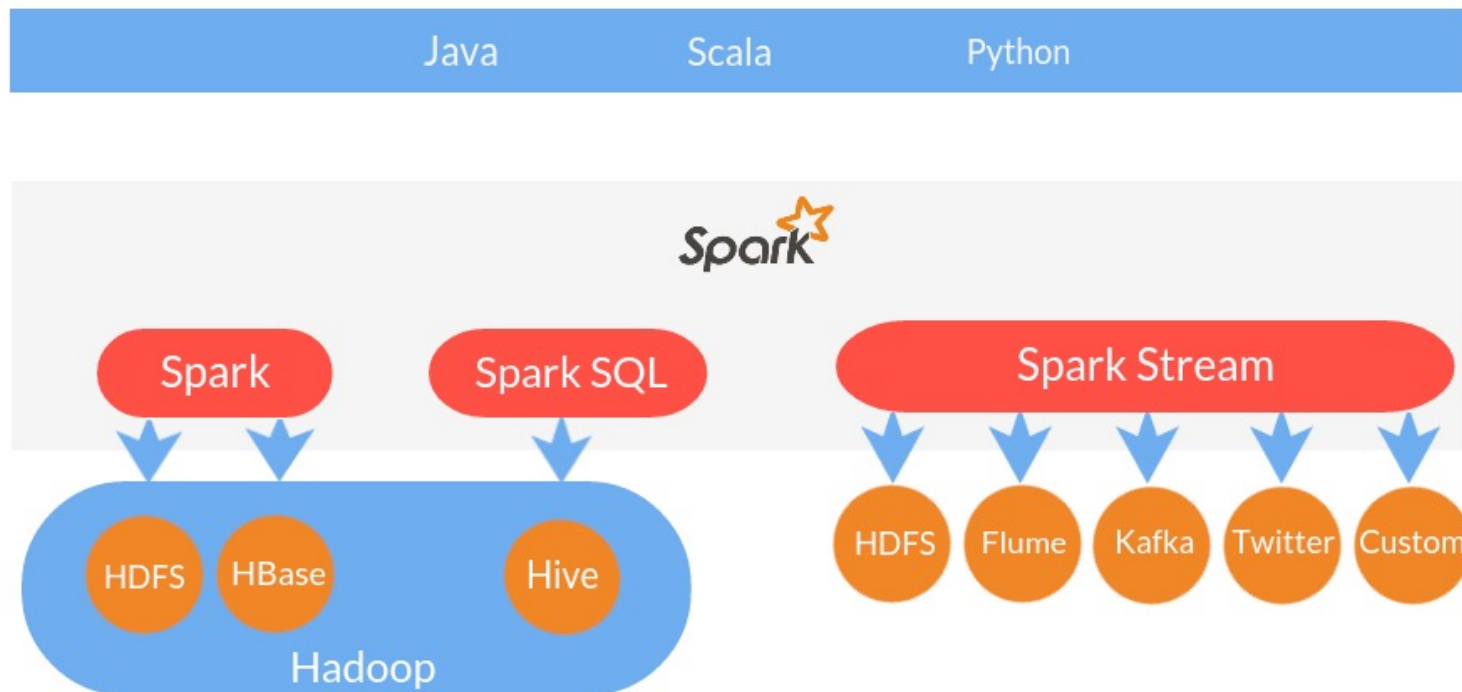 Java Scala Python
Spark
Spark Spark SQL Spark Stream
HDFS HBase Hive HDFS Flume Kafka Twitter Custom
Hadoop